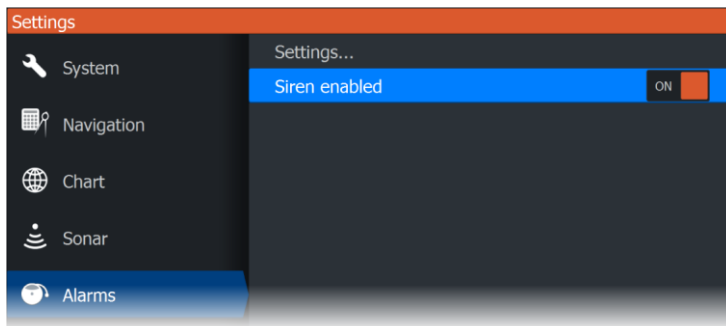 Settings
System
Navigation
Chart
Sonar
Alarms
Settings...
Siren enabled ON